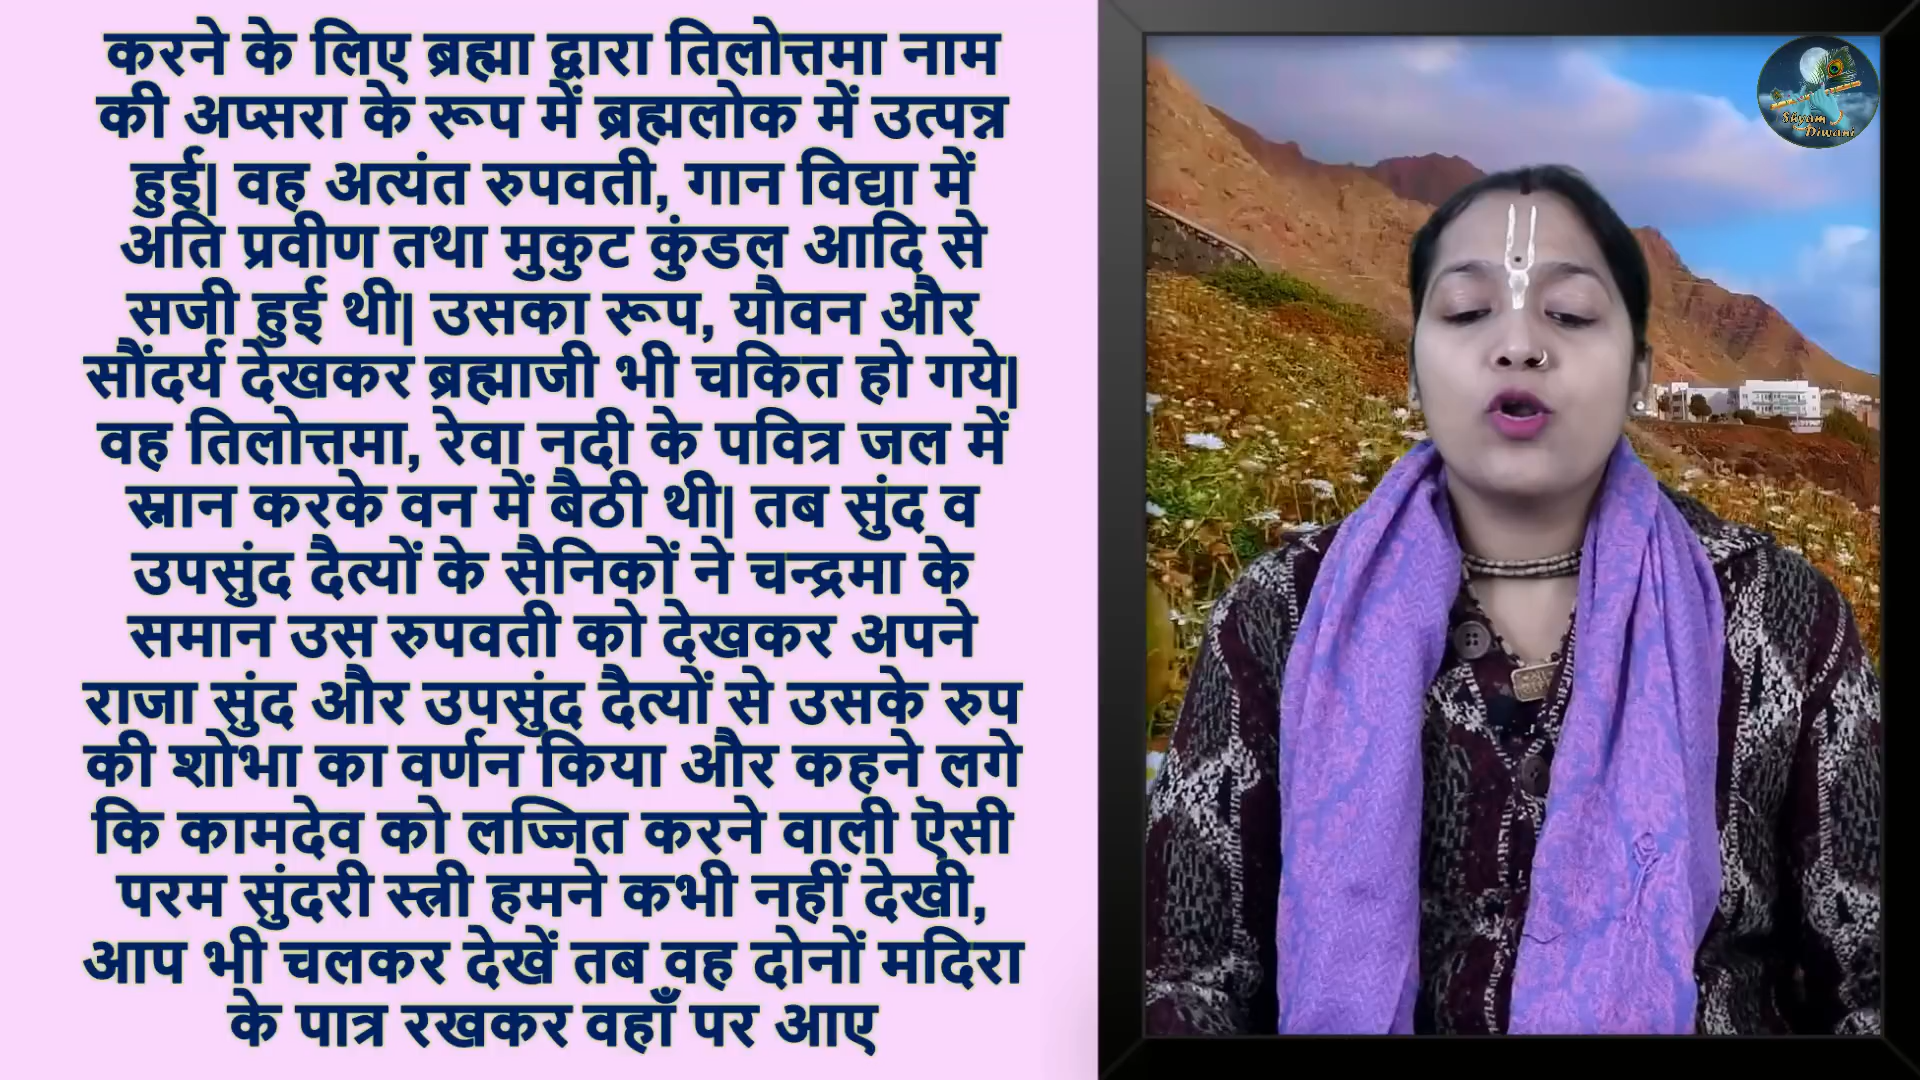 करने के लिए ब्रह्मा द्वारा तिलोत्तमा नाम
की अप्सरा के रूप में ब्रह्मलोक में उत्पन्न
हुई| वह अत्यंत रुपवती, गान विद्या में
अति प्रवीण तथा मुकुट कुंडल आदि से
सजी हुई थी| उसका रूप, यौवन और
सौंदर्य देखकर ब्रह्माजी भी चकित हो गये|
वह तिलोत्तमा, रेवा नदी के पवित्र जल में
स्नान करके वन में बैठी थी| तब सुंद व
उपसुंद दैत्यों के सैनिकों ने चन्द्रमा के
समान उस रुपवती को देखकर अपने
राजा सुंद और उपसुंद दैत्यों से उसके रुप
की शोभा का वर्णन किया और कहने लगे
कि कामदेव को लज्जित करने वाली ऎसी
परम सुंदरी स्त्री हमने कभी नहीं देखी,
आप भी चलकर देखें तब वह दोनों मदिरा
के पात्र रखकर वहाँ पर आए
Shyam
Diwani